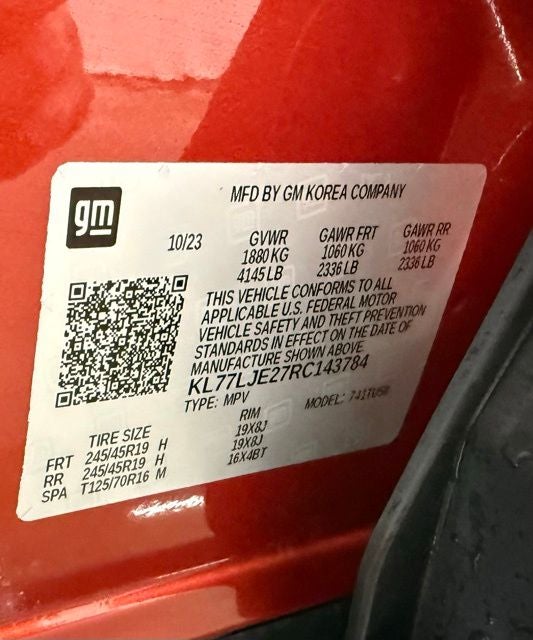 gm
MFD BY GM KOREA COMPANY
10/23 GVWR GAWR FRT GAWR RR
1880 KG 1060 KG 1060 KG
4145 LB 2336 LB 2336 LB
THIS VEHICLE CONFORMS TO ALL
APPLICABLE U.S. FEDERAL MOTOR
VEHICLE SAFETY AND THEFT PREVENTION
STANDARDS IN EFFECT ON THE DATE OF
MANUFACTURE SHOWN ABOVE.
KL77LJE27RC143784
TYPE: MPV MODEL:
TIRE SIZE RIM
FRT 245/45R19 H 19X8J
RR 245/45R19 H 19X8J
SPA T125/70R16 M 16X4BT